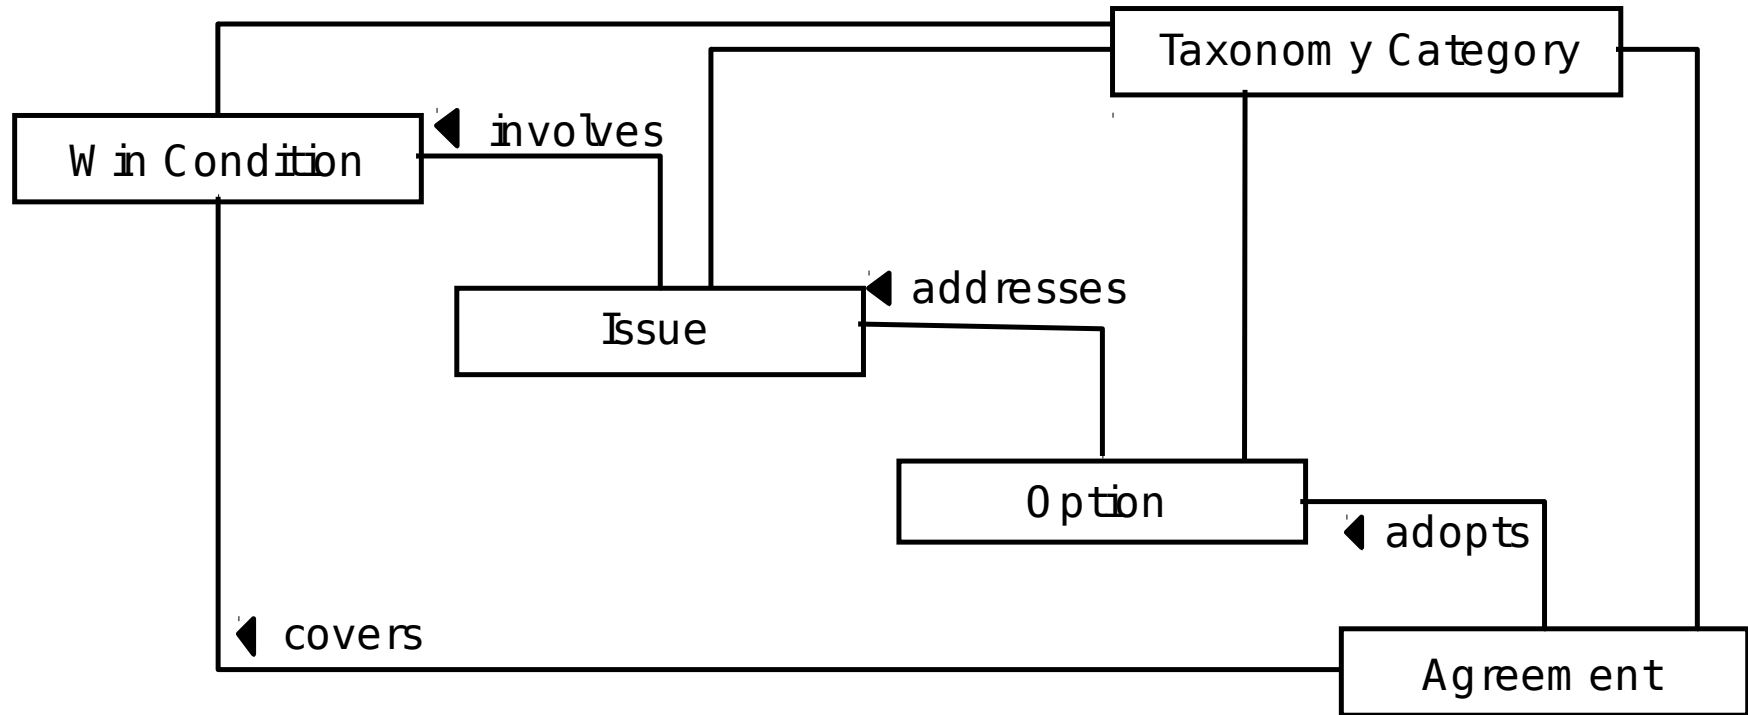 Taxonomy Category
involves
Win Condition
addresses
Issue
Option
adopts
covers
Agreement